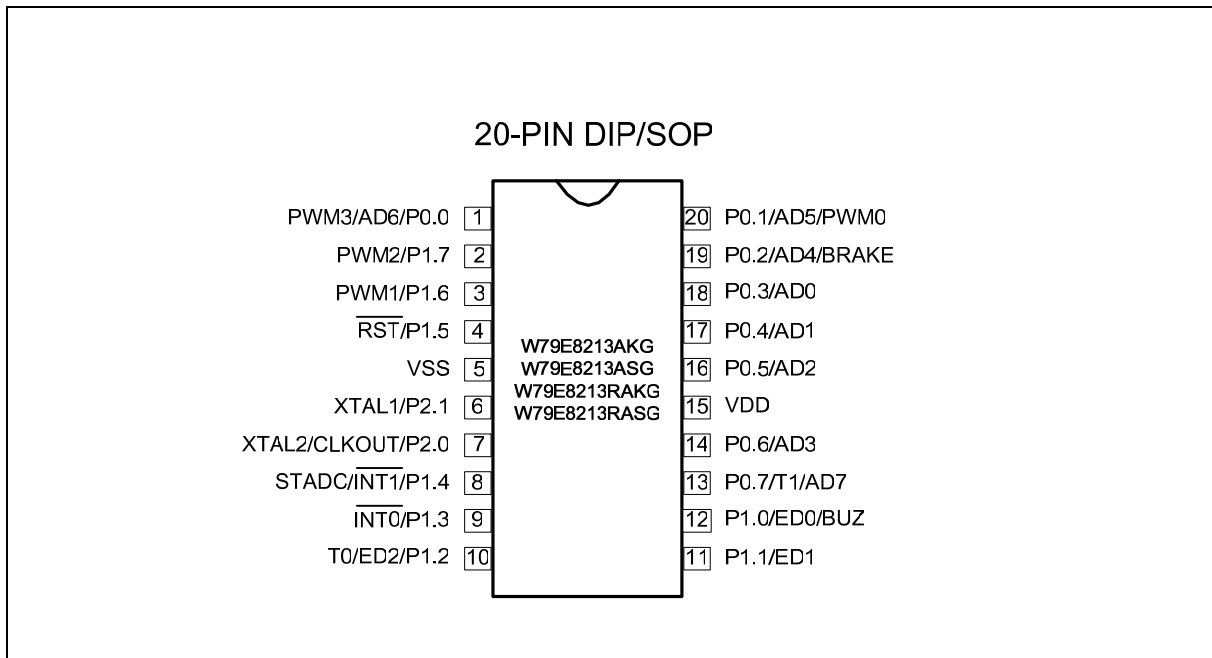 20-PIN DIP/SOP
PWM3/AD6/P0.0 1
PWM2/P1.7 2
PWM1/P1.6 3
RST/P1.5 4
VSS 5
XTAL1/P2.1 6
XTAL2/CLKOUT/P2.0 7
STADC/INT1/P1.4 8
INT0/P1.3 9
T0/ED2/P1.2 10
W79E8213AKG
W79E8213ASG
W79E8213RAKG
W79E8213RASG
20 P0.1/AD5/PWM0
19 P0.2/AD4/BRAKE
18 P0.3/AD0
17 P0.4/AD1
16 P0.5/AD2
15 VDD
14 P0.6/AD3
13 P0.7/T1/AD7
12 P1.0/ED0/BUZ
11 P1.1/ED1